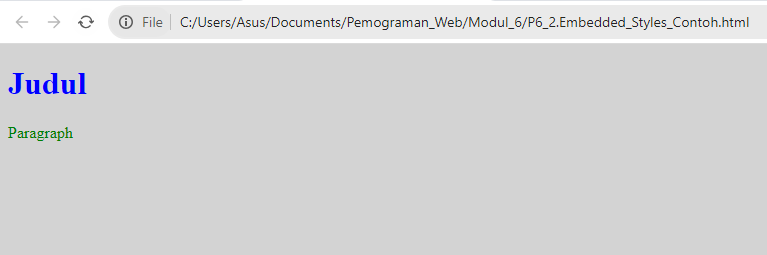 File C:/Users/Asus/Documents/Pemograman_Web/Modul_6/P6_2.Embedded_Styles_Contoh.html
Judul
Paragraph